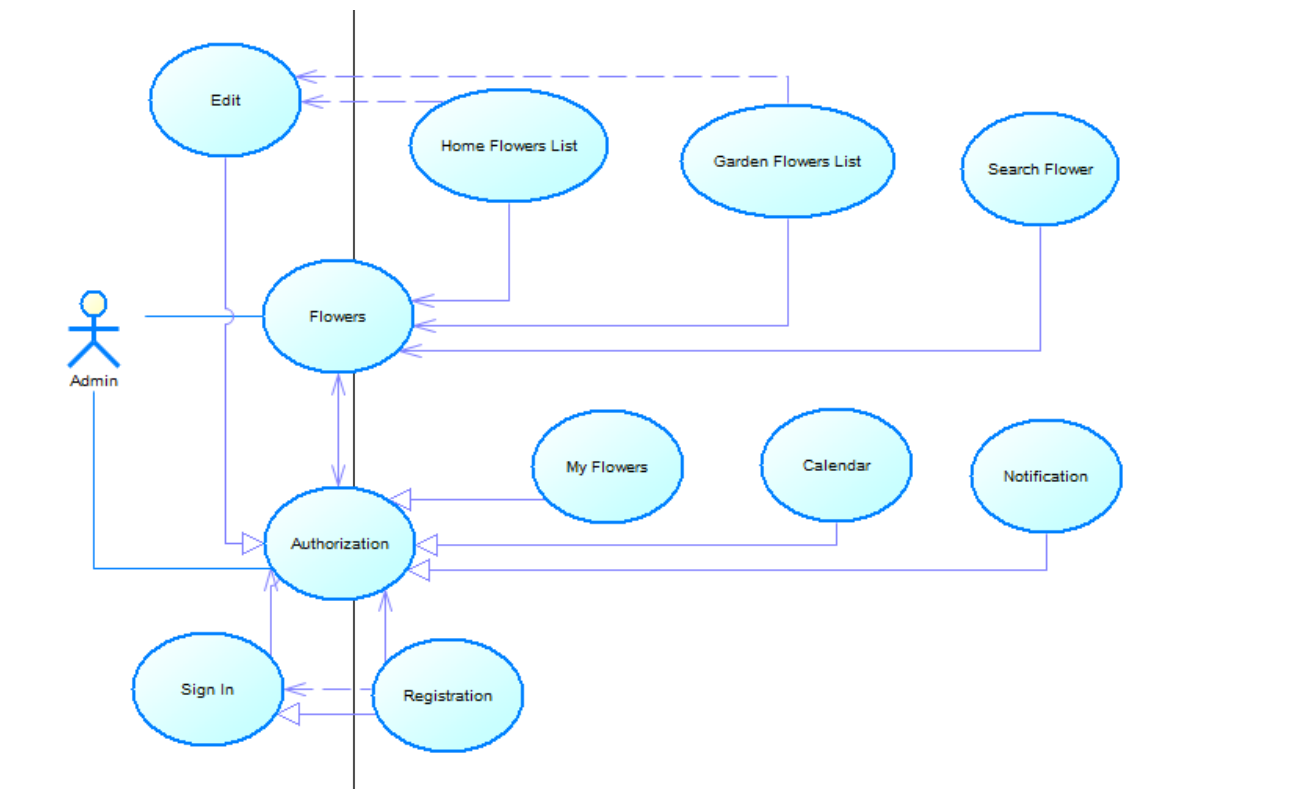 Edit
Home Flowers List
Garden Flowers List
Search Flower
Flowers
Admin
My Flowers
Calendar
Notification
Authorization
Sign In
Registration